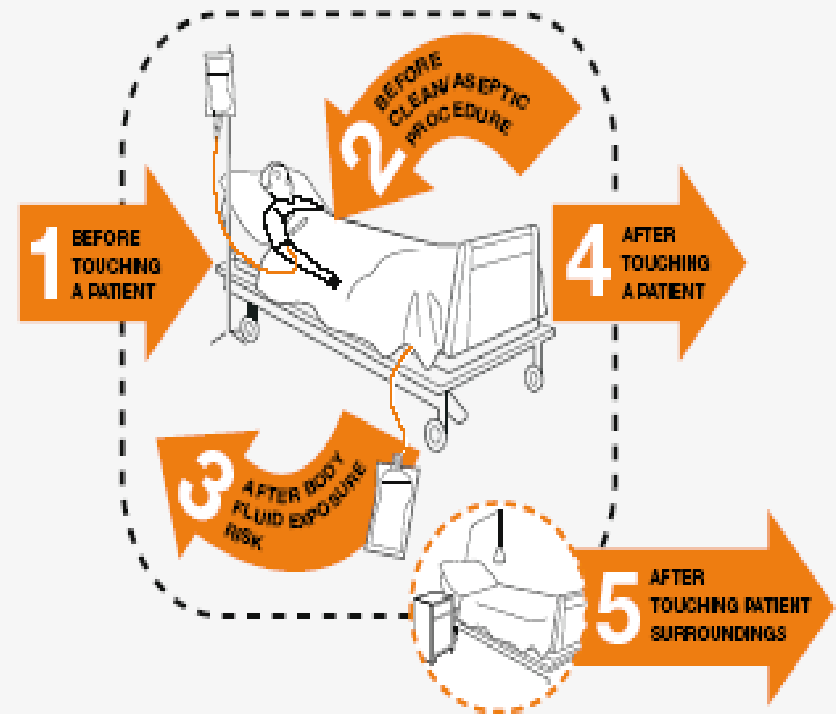 1
BEFORE
TOUCHING
A PATIENT
2
BEFORE
CLEAN/ASEPTIC
PROCEDURE
3
AFTER BODY
FLUID EXPOSURE
RISK
4
AFTER
TOUCHING
A PATIENT
5
AFTER
TOUCHING PATIENT
SURROUNDINGS